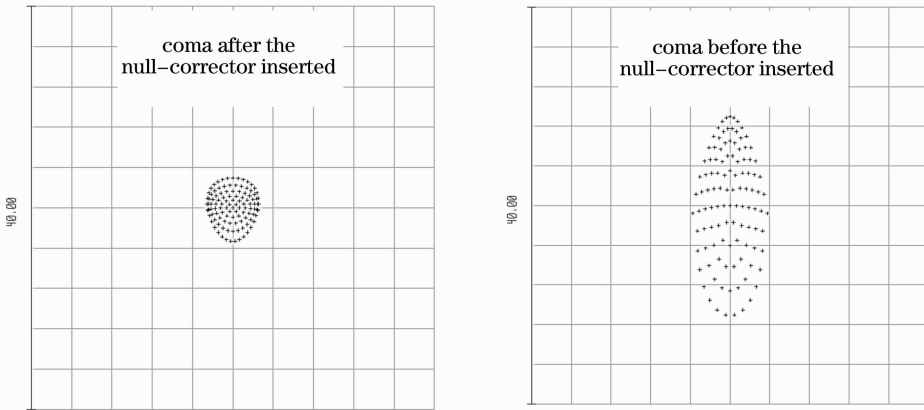 coma after the
null−corrector inserted
40.00
coma before the
null−corrector inserted
40.00